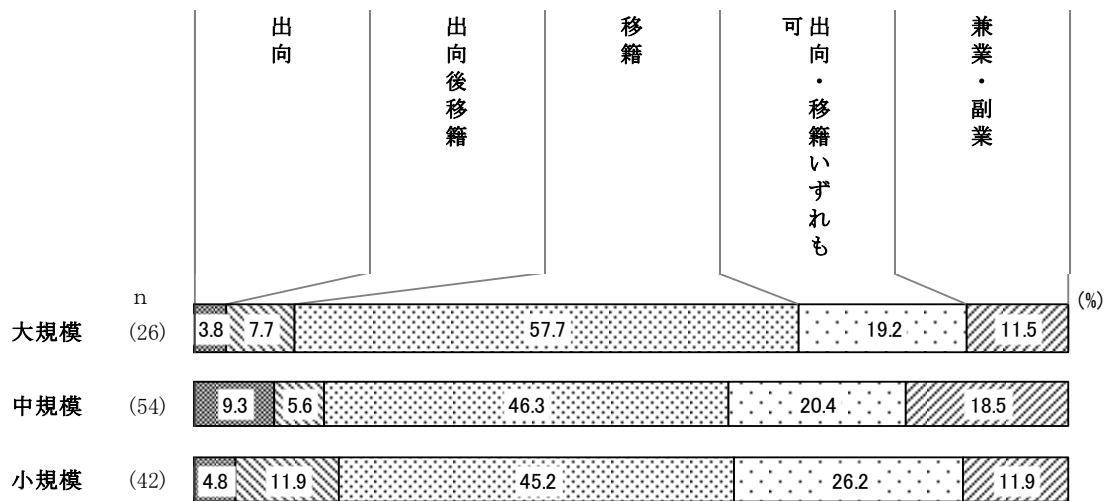 出向
出向後移籍
移籍
出向・移籍いずれも
可
兼業・副業
n
(%)
大規模 (26) 3.8 7.7 57.7 19.2 11.5
中規模 (54) 9.3 5.6 46.3 20.4 18.5
小規模 (42) 4.8 11.9 45.2 26.2 11.9